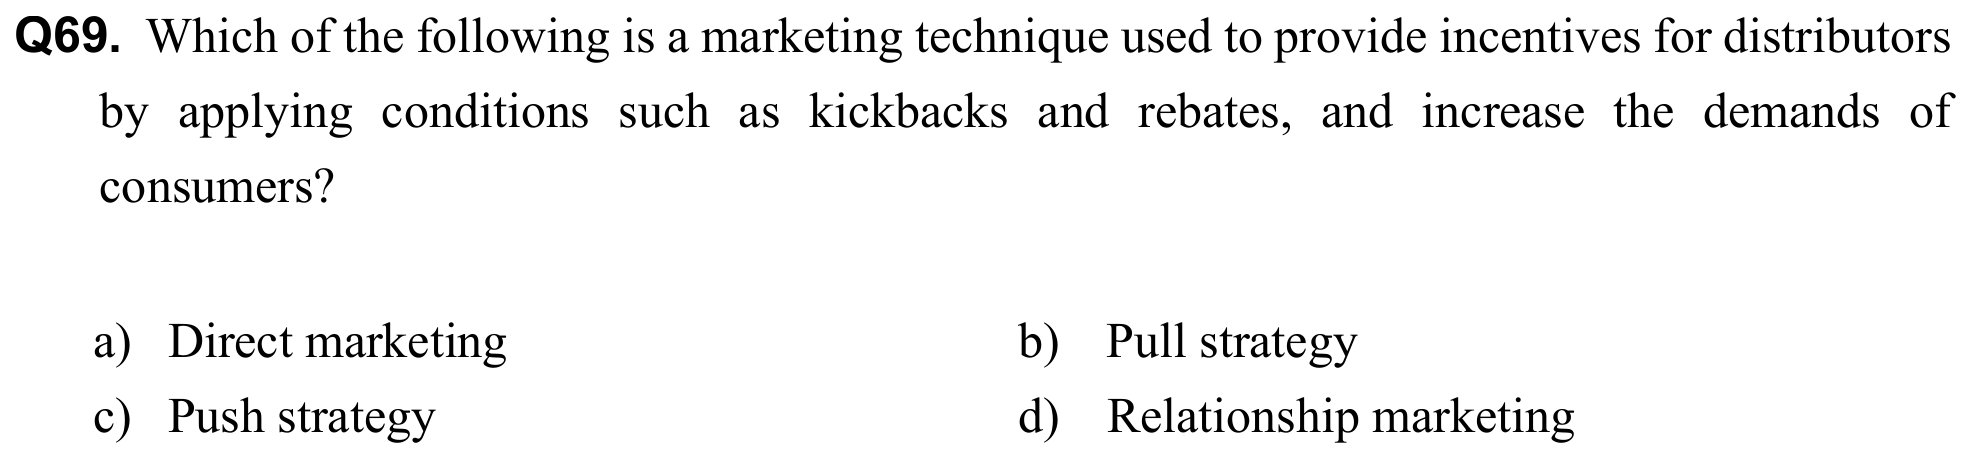 Q69. Which of the following is a marketing technique used to provide incentives for distributors
by applying conditions such as kickbacks and rebates, and increase the demands of
consumers?
a) Direct marketing b) Pull strategy
c) Push strategy d) Relationship marketing